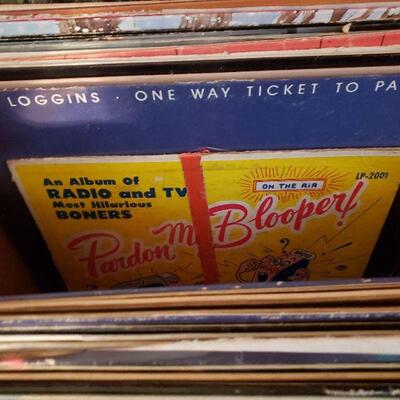 LOGGINS · ONE WAY TICKET TO PA
An Album Of
RADIO and TV
Most Hilarious
BONERS
ON THE AIR
LP-2001
Pardon M Blooper!